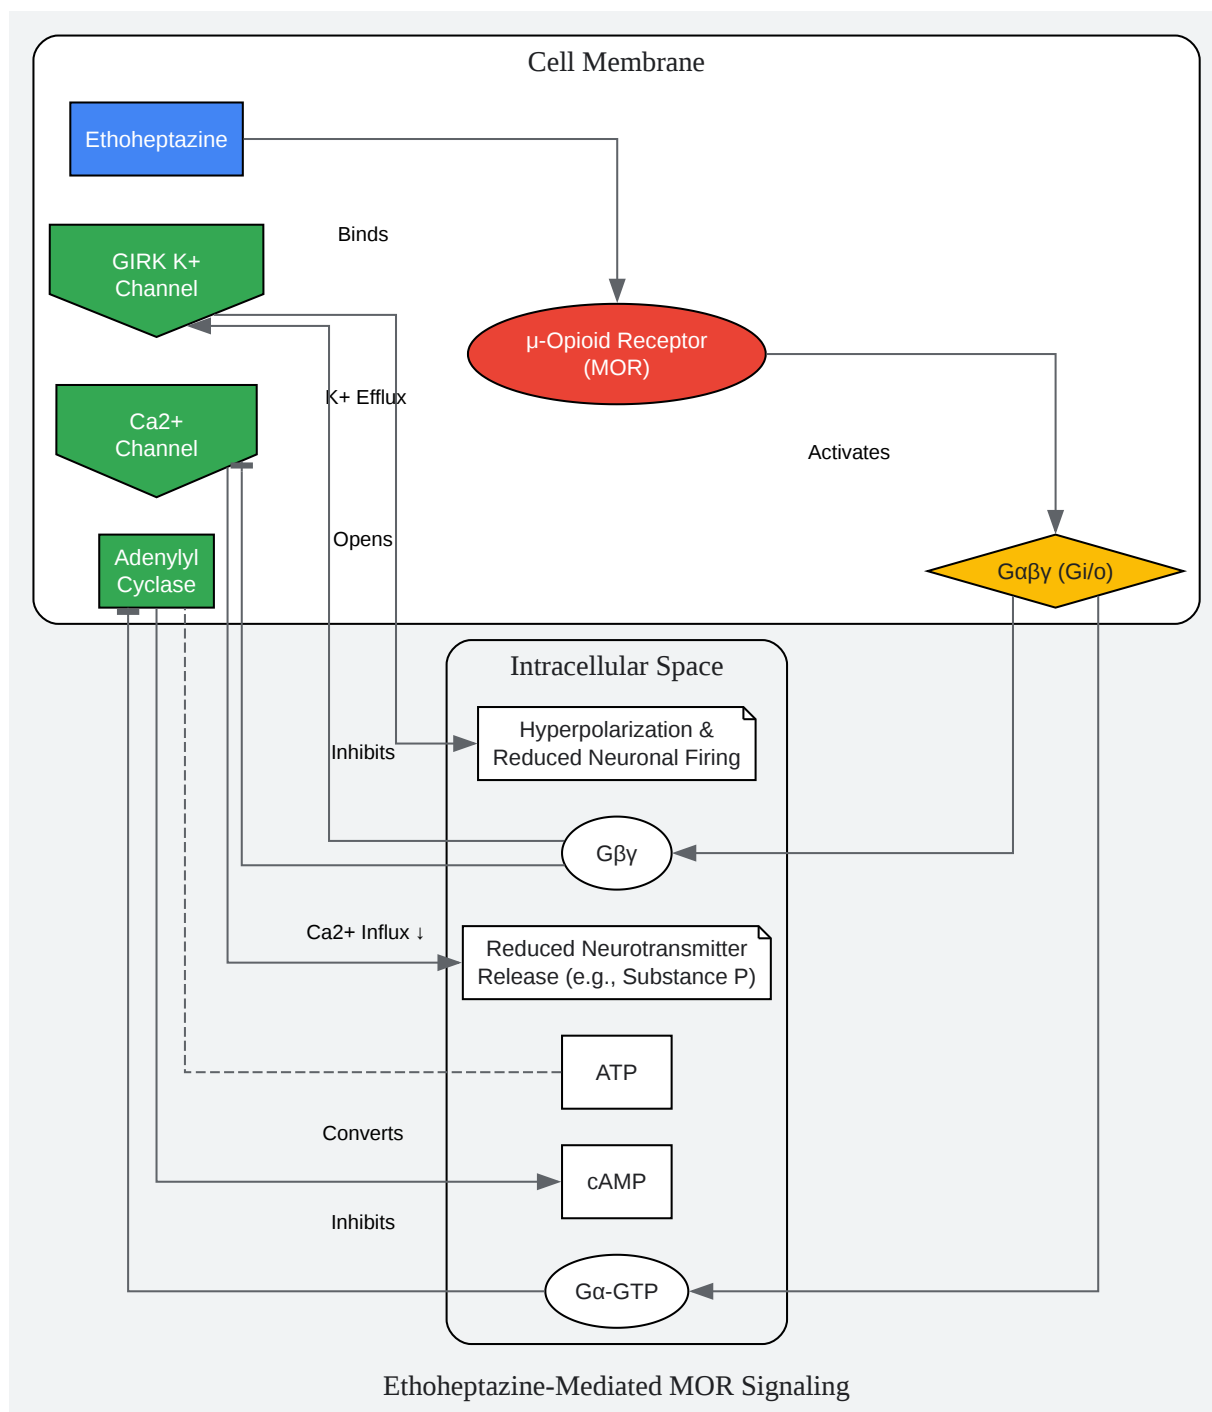 Cell Membrane
Ethoheptazine
Binds
GIRK K+
Channel
μ-Opioid Receptor
(MOR)
K+ Efflux
Ca2+
Channel
Activates
Opens
Adenylyl
Cyclase
Gαβγ (Gi/o)
Intracellular Space
Hyperpolarization &
Reduced Neuronal Firing
Inhibits
Gβγ
Ca2+ Influx ↓
Reduced Neurotransmitter
Release (e.g., Substance P)
ATP
Converts
cAMP
Inhibits
Gα-GTP
Ethoheptazine-Mediated MOR Signaling